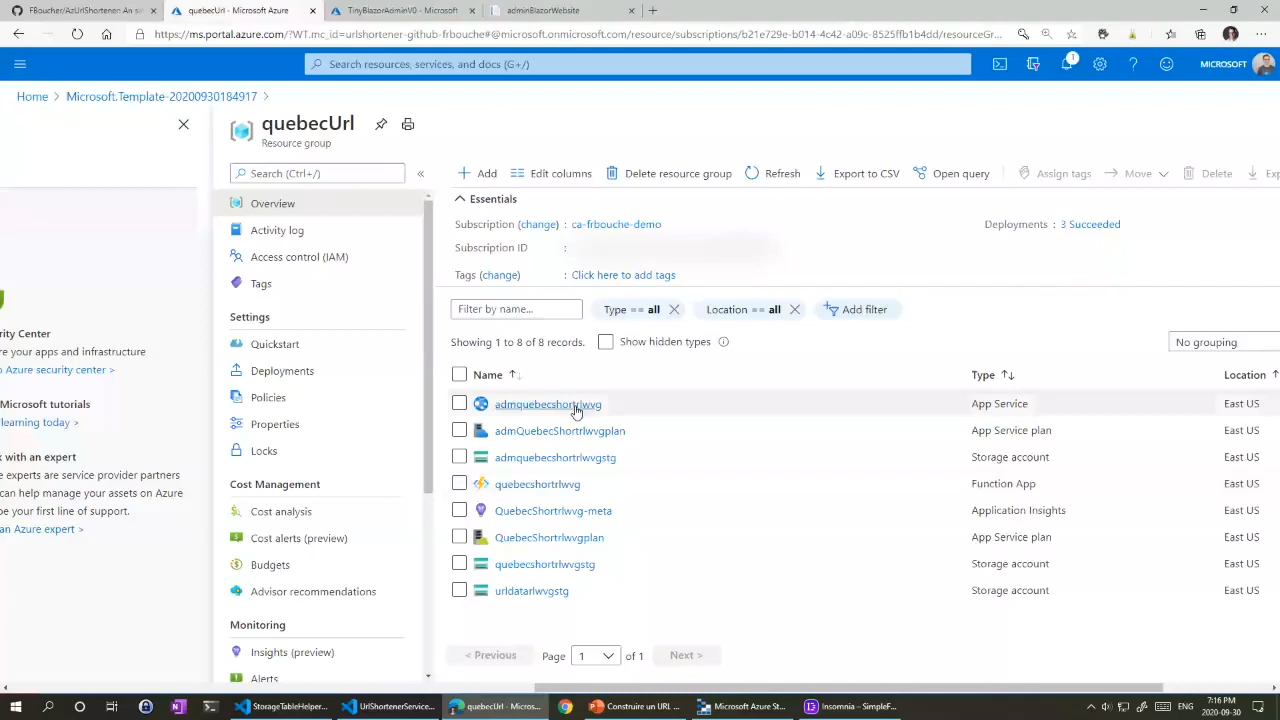 FBoucher/AzUrlShortener: An sa
quebecUrl - Microsoft Azure
TinyBlazorAdminV0 - Microsoft
adminBlazorWebsite
https://ms.portal.azure.com/?WT.mc_id=urlshortener-github-frbouche#@microsoft.onmicrosoft.com/resource/subscriptions/b21e729e-b014-4c42-a09c-8525ffb1b4dd/resourceGr...
Search resources, services, and docs (G+/)
1
MICROSOFT
Home > Microsoft.Template-20200930184917 >
quebecUrl
Resource group
Search (Ctrl+/)
«
Add
Edit columns
Delete resource group
Refresh
Export to CSV
Open query
Assign tags
Move
Delete
Exp
Overview
Activity log
Access control (IAM)
Tags
Settings
Quickstart
Deployments
Policies
Properties
Locks
Cost Management
Cost analysis
Cost alerts (preview)
Budgets
Advisor recommendations
Monitoring
Insights (preview)
Alerts
Essentials
Subscription (change) : ca-frbouche-demo
Deployments : 3 Succeeded
Subscription ID :
Tags (change) : Click here to add tags
Filter by name...
Type == all
Location == all
Add filter
Showing 1 to 8 of 8 records.
Show hidden types
No grouping
Name
Type
Location
admquebecshortrlwvg App Service East US
admQuebecShortrlwvgplan App Service plan East US
admquebecshortrlwvgstg Storage account East US
quebecshortrlwvg Function App East US
QuebecShortrlwvg-meta Application Insights East US
QuebecShortrlwvgplan App Service plan East US
quebecshortrlwvgstg Storage account East US
urldatarlwvgstg Storage account East US
< Previous
Page 1 of 1
Next >
curity Center
re your apps and infrastructure
o Azure security center >
Microsoft tutorials
learning today >
k with an expert
e experts are service provider partners
can help manage your assets on Azure
be your first line of support.
an Azure expert >
StorageTableHelper...
UrlShortenerService...
quebecUrl - Micros...
Construire un URL ...
Microsoft Azure St...
Insomnia – SimpleF...
ENG
7:16 PM
2020-09-30